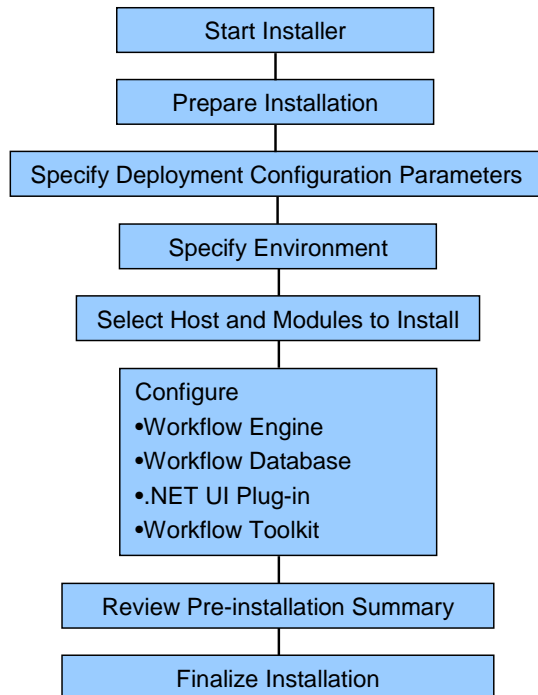 Start Installer
Prepare Installation
Specify Deployment Configuration Parameters
Specify Environment
Select Host and Modules to Install
Configure
•Workflow Engine
•Workflow Database
•.NET UI Plug-in
•Workflow Toolkit
Review Pre-installation Summary
Finalize Installation